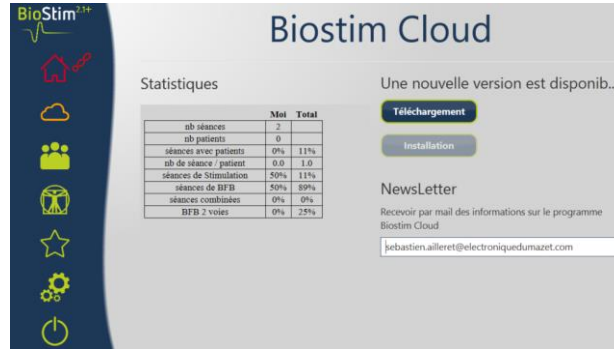 BioStim 2.1+
Biostim Cloud
Statistiques
Moi Total
nb séances 2
nb patients 0
séances avec patients 0% 11%
nb de séance / patient 0.0 1.0
séances de Stimulation 50% 11%
séances de BFB 50% 89%
séances combinées 0% 0%
BFB 2 voies 0% 25%
Une nouvelle version est disponib...
Téléchargement
Installation
NewsLetter
Recevoir par mail des informations sur le programme
Biostim Cloud
sebastien.ailleret@electroniquedumazet.com